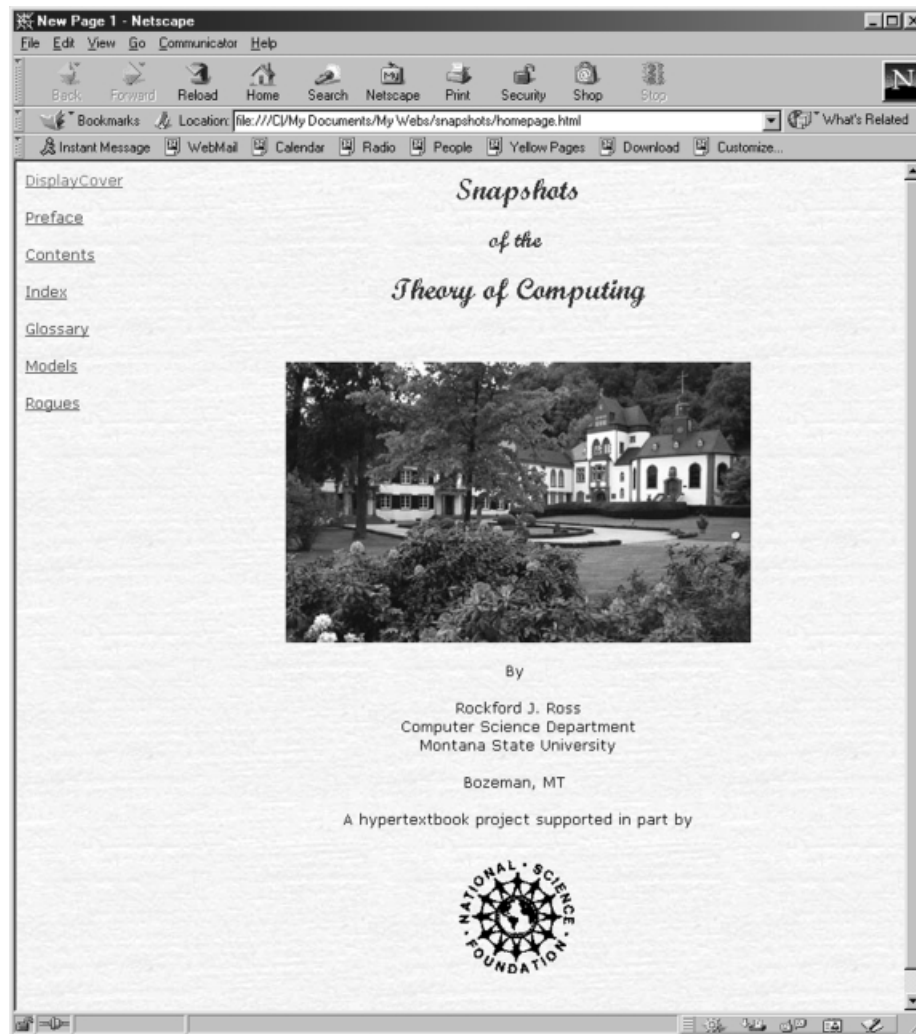 New Page 1 - Netscape
File Edit View Go Communicator Help
Back Forward Reload Home Search Netscape Print Security Shop Stop
Bookmarks Location: file:///C|/My Documents/My Webs/snapshots/homepage.html What's Related
Instant Message WebMail Calendar Radio People Yellow Pages Download Customize...
DisplayCover
Preface
Contents
Index
Glossary
Models
Rogues
Snapshots
of the
Theory of Computing
By
Rockford J. Ross
Computer Science Department
Montana State University
Bozeman, MT
A hypertextbook project supported in part by
NATIONAL · SCIENCE · FOUNDATION ·